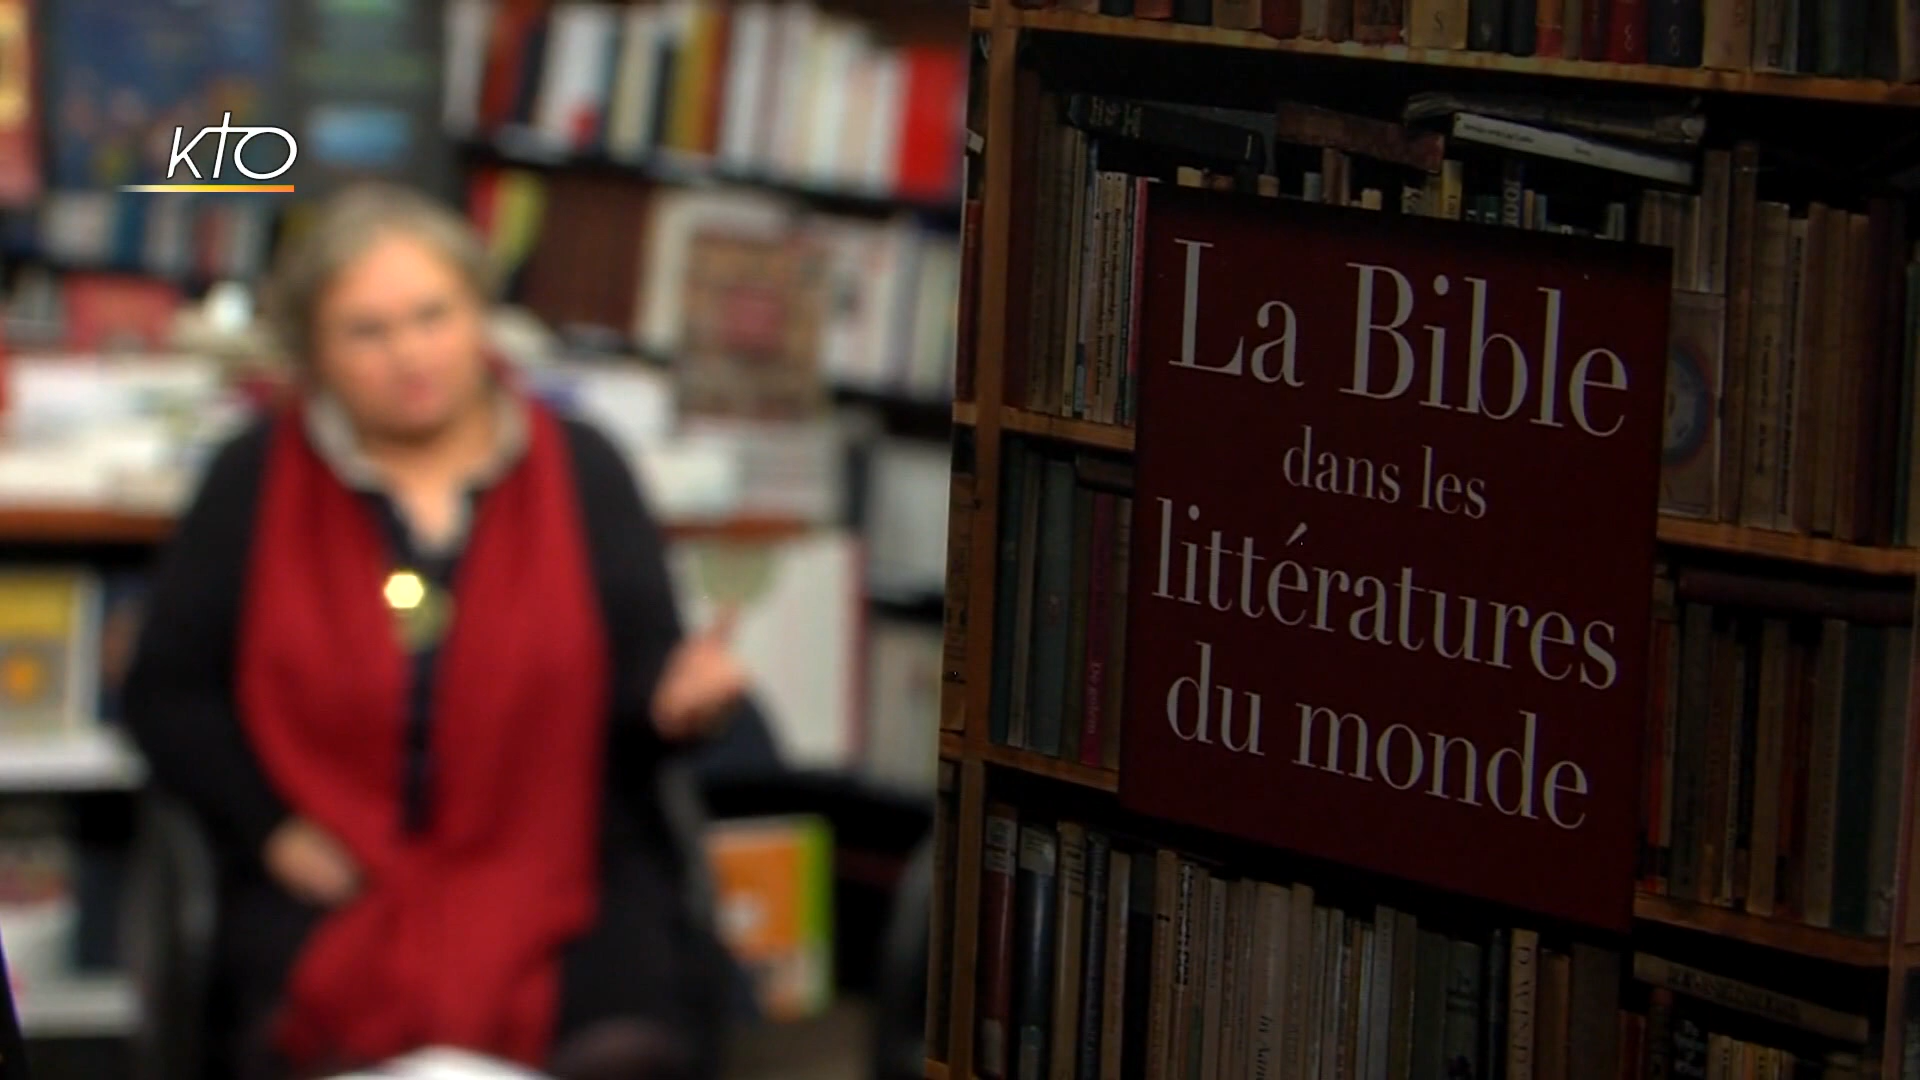 KTO
La Bible
dans les
littératures
du monde